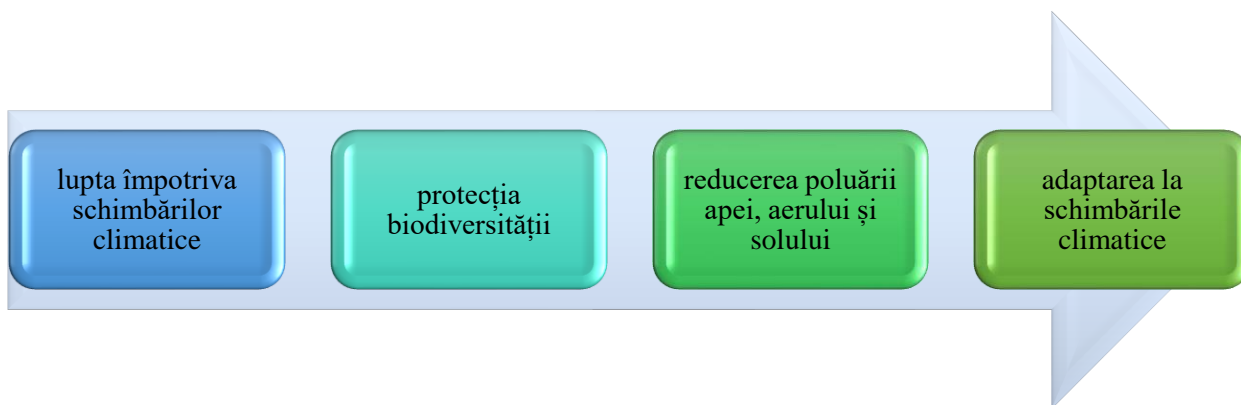 lupta împotriva
schimbărilor
climatice
protecția
biodiversității
reducerea poluării
apei, aerului și
solului
adaptarea la
schimbările
climatice